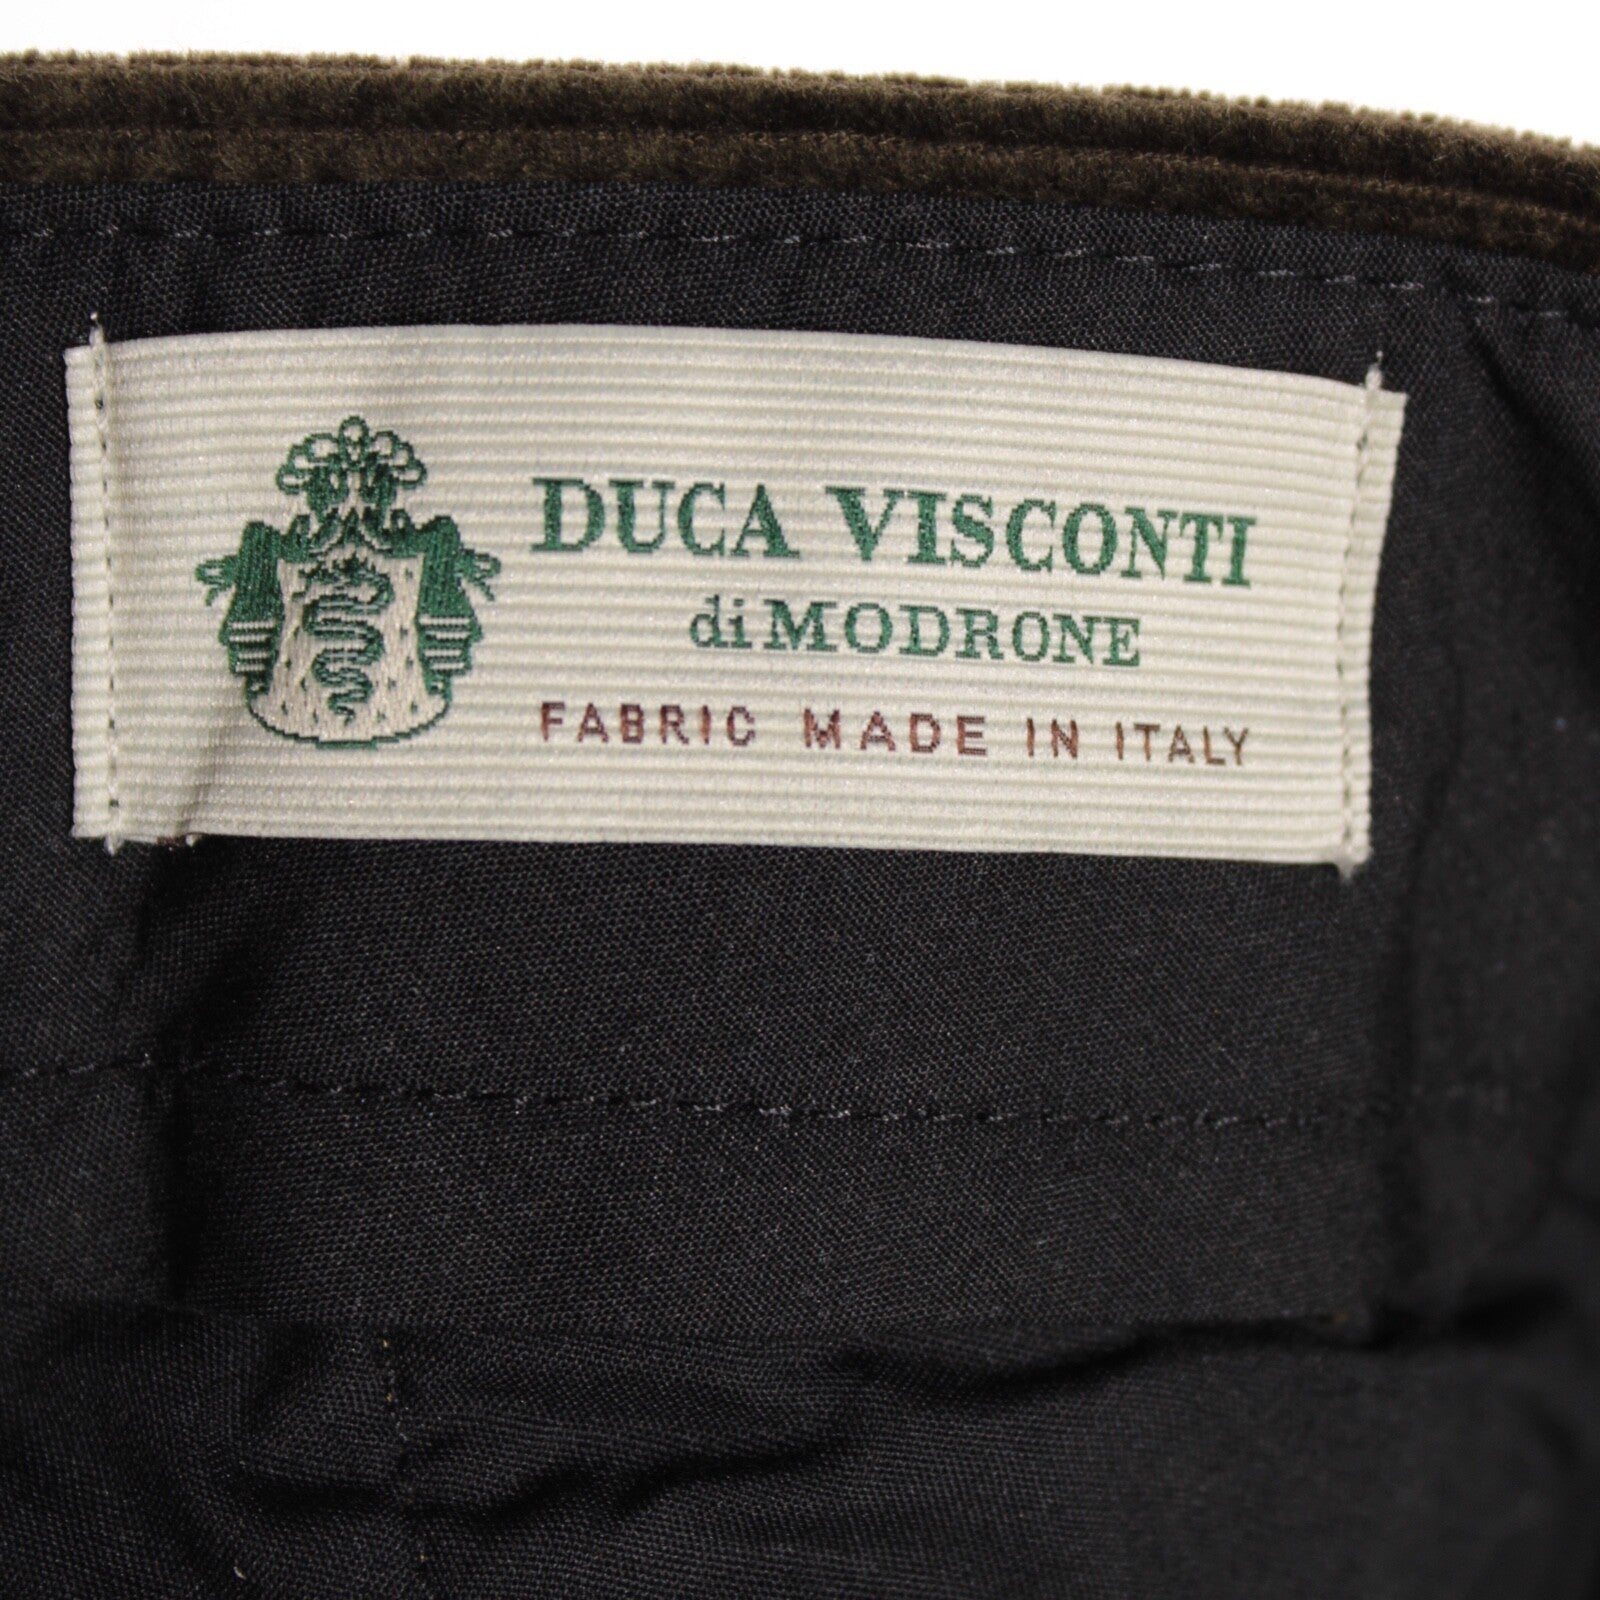 DUCA VISCONTI
di MODRONE
FABRIC MADE IN ITALY